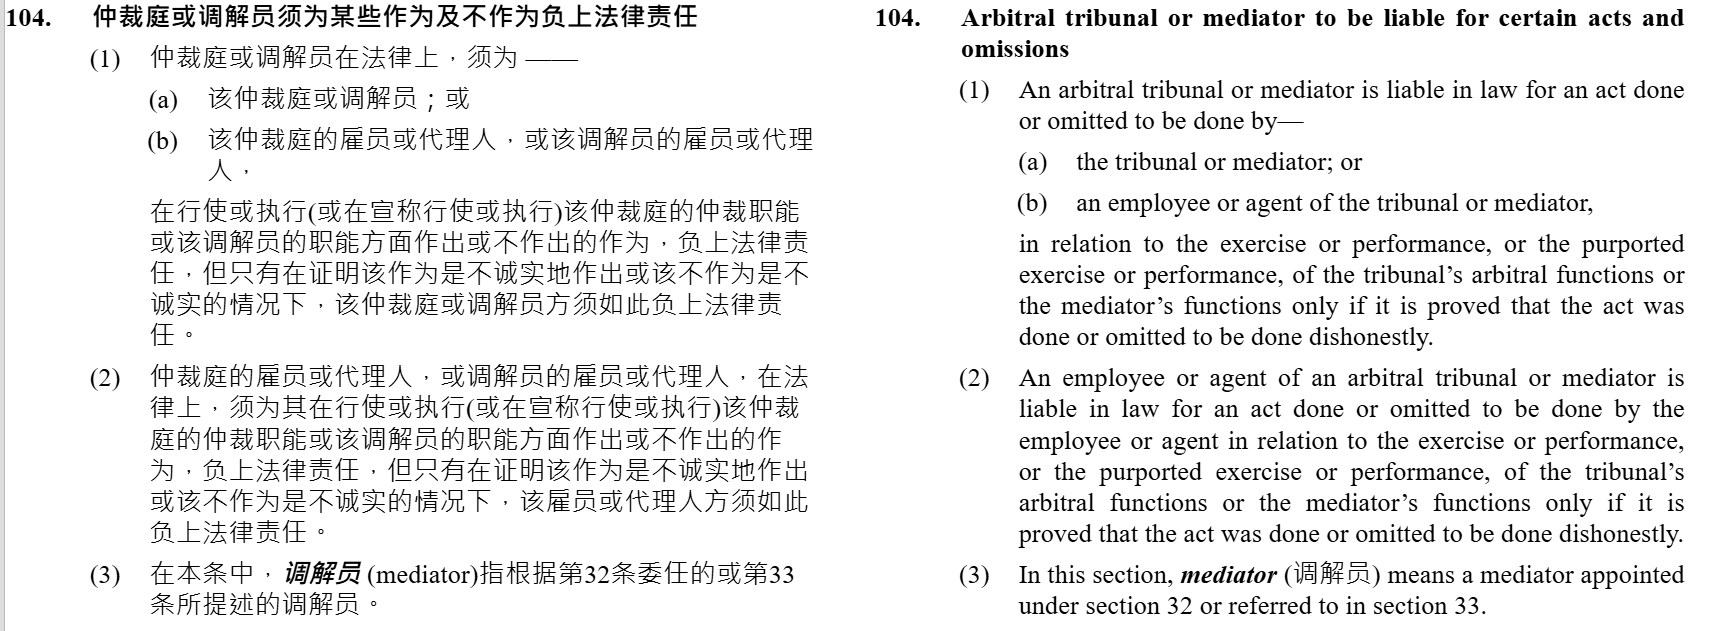 104. 仲裁庭或调解员须为某些作为及不作为负上法律责任
(1) 仲裁庭或调解员在法律上，须为 ——
(a) 该仲裁庭或调解员；或
(b) 该仲裁庭的雇员或代理人，或该调解员的雇员或代理
人，
在行使或执行(或在宣称行使或执行)该仲裁庭的仲裁职能
或该调解员的职能方面作出或不作出的作为，负上法律责
任，但只有在证明该作为是不诚实地作出或该不作为是不
诚实的情况下，该仲裁庭或调解员方须如此负上法律责
任。
(2) 仲裁庭的雇员或代理人，或调解员的雇员或代理人，在法
律上，须为其在行使或执行(或在宣称行使或执行)该仲裁
庭的仲裁职能或该调解员的职能方面作出或不作出的作
为，负上法律责任，但只有在证明该作为是不诚实地作出
或该不作为是不诚实的情况下，该雇员或代理人方须如此
负上法律责任。
(3) 在本条中，调解员 (mediator)指根据第32条委任的或第33
条所提述的调解员。
104. Arbitral tribunal or mediator to be liable for certain acts and
omissions
(1) An arbitral tribunal or mediator is liable in law for an act done
or omitted to be done by—
(a) the tribunal or mediator; or
(b) an employee or agent of the tribunal or mediator,
in relation to the exercise or performance, or the purported
exercise or performance, of the tribunal’s arbitral functions or
the mediator’s functions only if it is proved that the act was
done or omitted to be done dishonestly.
(2) An employee or agent of an arbitral tribunal or mediator is
liable in law for an act done or omitted to be done by the
employee or agent in relation to the exercise or performance,
or the purported exercise or performance, of the tribunal’s
arbitral functions or the mediator’s functions only if it is
proved that the act was done or omitted to be done dishonestly.
(3) In this section, mediator (调解员) means a mediator appointed
under section 32 or referred to in section 33.